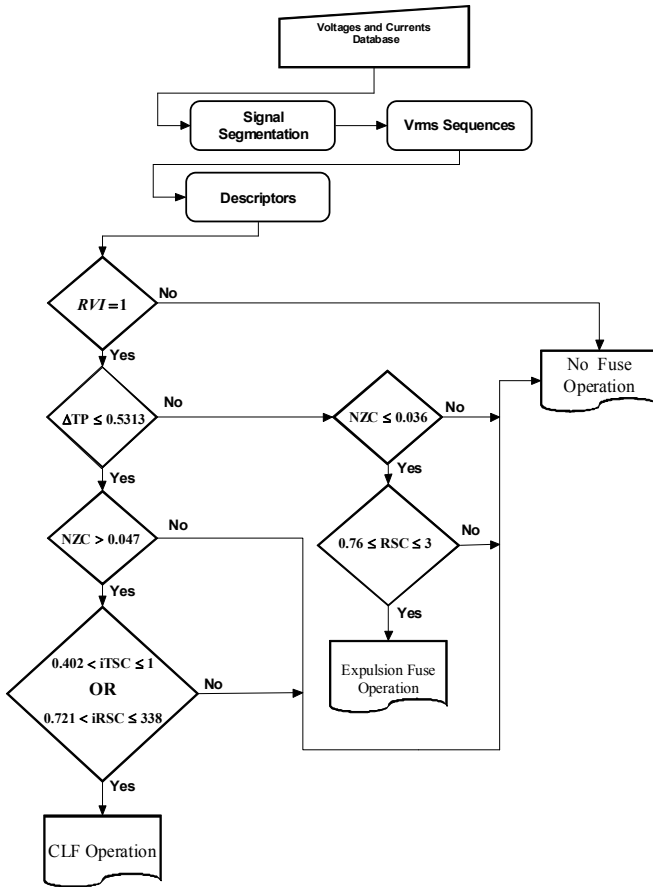 Voltages and Currents
Database
Signal
Segmentation
Vrms Sequences
Descriptors
RVI = 1
No
Yes
No Fuse
Operation
ΔTP ≤ 0.5313
No
NZC ≤ 0.036
No
Yes
Yes
NZC > 0.047
No
0.76 ≤ RSC ≤ 3
No
Yes
Yes
0.402 < iTSC ≤ 1
OR
0.721 < iRSC ≤ 338
No
Expulsion Fuse
Operation
Yes
CLF Operation